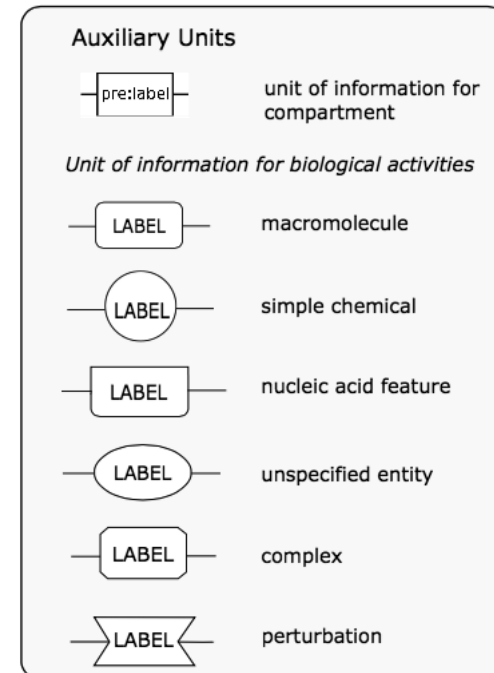 Auxiliary Units
pre:label
unit of information for
compartment
Unit of information for biological activities
LABEL
macromolecule
LABEL
simple chemical
LABEL
nucleic acid feature
LABEL
unspecified entity
LABEL
complex
LABEL
perturbation